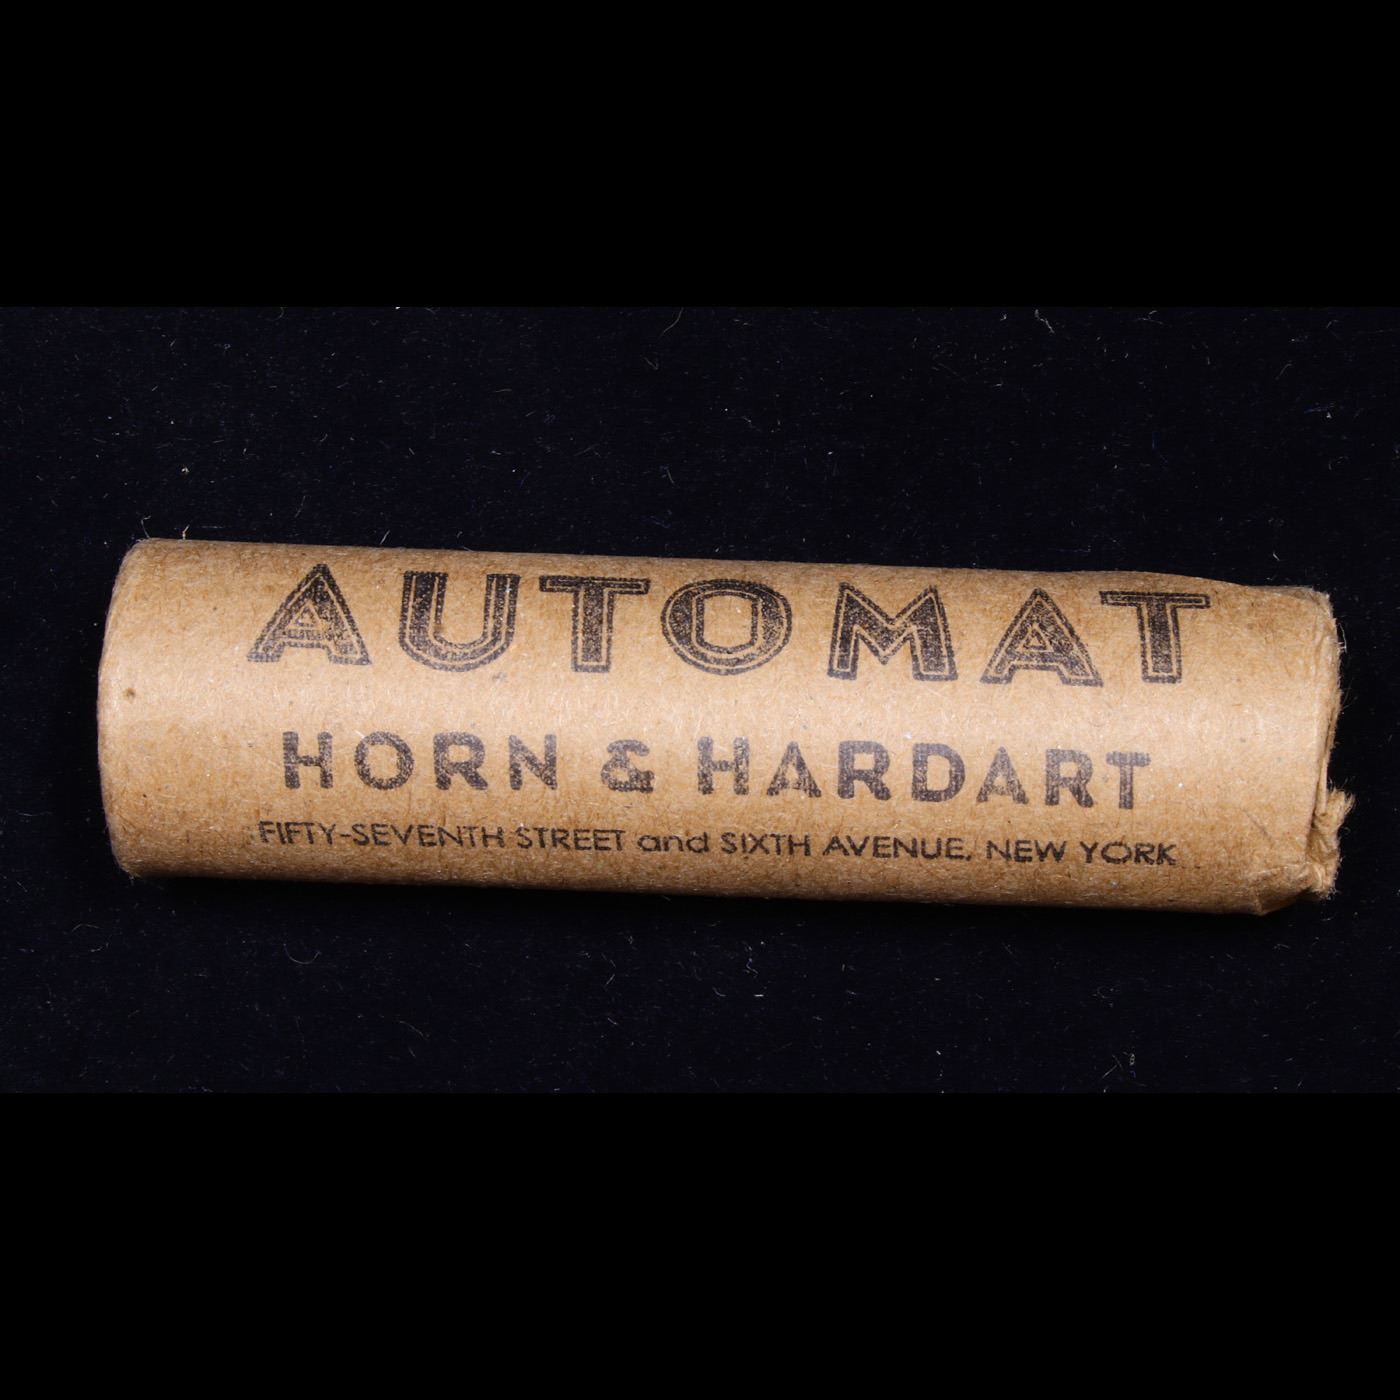 AUTOMAT
HORN & HARDART
FIFTY-SEVENTH STREET and SIXTH AVENUE, NEW YORK